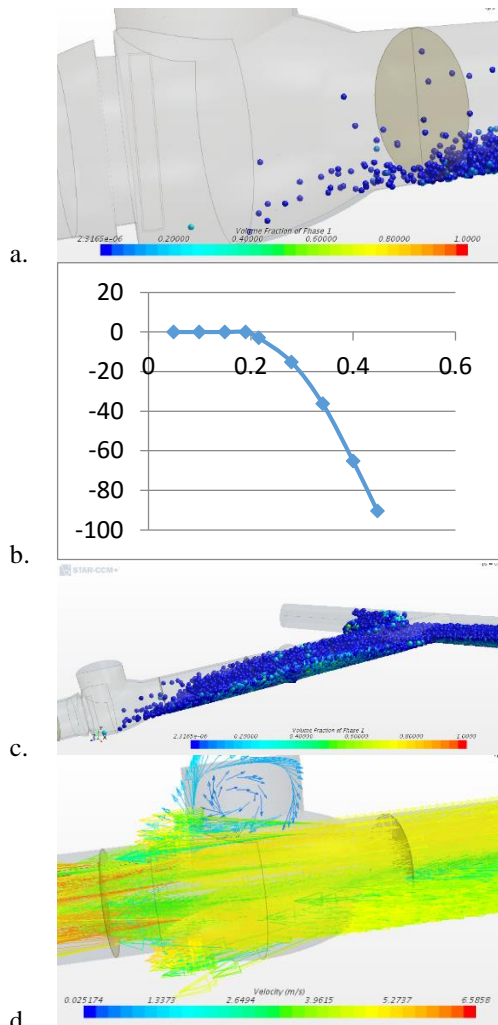 Volume Fraction of Phase 1
2.3165e-06 0.20000 0.40000 0.60000 0.80000 1.0000
a.
20
0
-20
-40
-60
-80
-100
0 0.2 0.4 0.6
b.
STAR-CCM+
Volume Fraction of Phase 1
2.3165e-06 0.20000 0.40000 0.60000 0.80000 1.0000
c.
Velocity (m/s)
0.025174 1.3373 2.6494 3.9615 5.2737 6.5858
d.